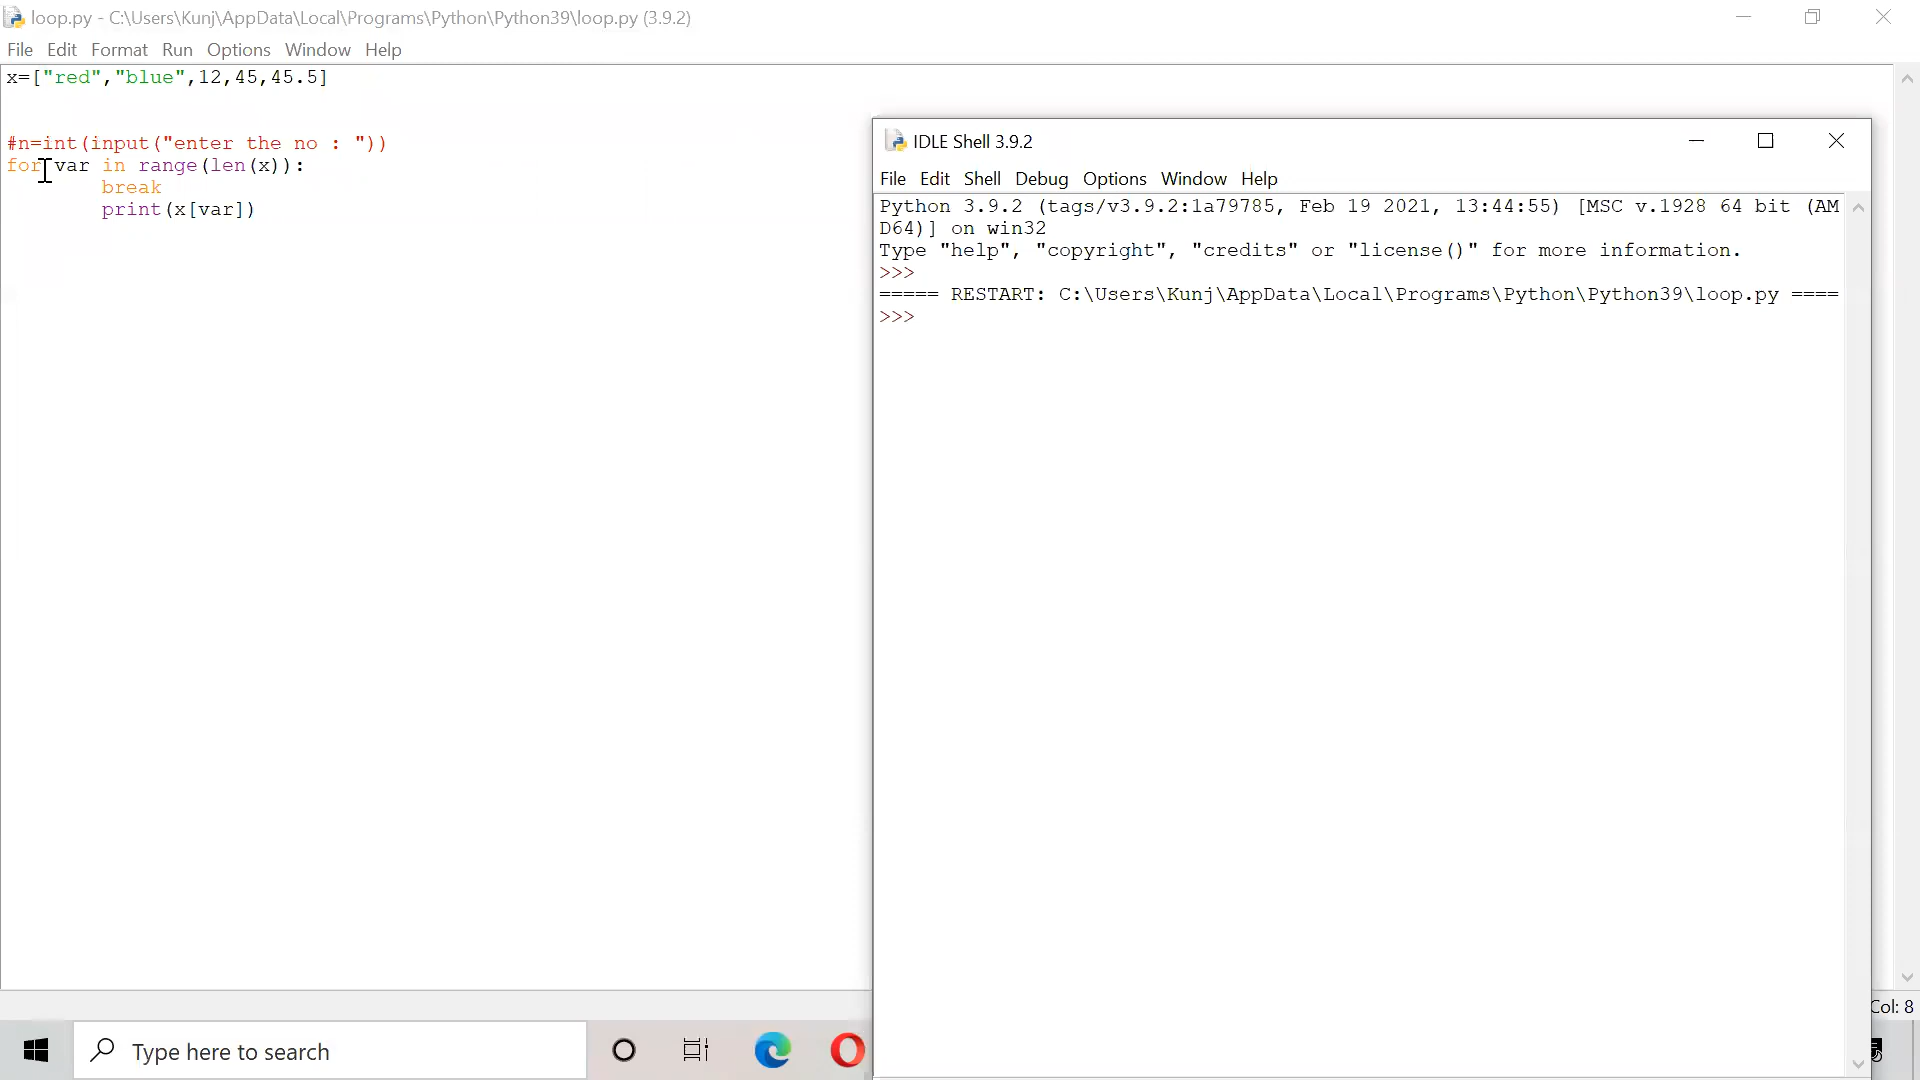 loop.py - C:\Users\Kunj\AppData\Local\Programs\Python\Python39\loop.py (3.9.2)
File Edit Format Run Options Window Help
x=["red","blue",12,45,45.5]
#n=int(input("enter the no : "))
for var in range(len(x)):
        break
        print(x[var])
IDLE Shell 3.9.2
File Edit Shell Debug Options Window Help
Python 3.9.2 (tags/v3.9.2:1a79785, Feb 19 2021, 13:44:55) [MSC v.1928 64 bit (AM
D64)] on win32
Type "help", "copyright", "credits" or "license()" for more information.
>>>
===== RESTART: C:\Users\Kunj\AppData\Local\Programs\Python\Python39\loop.py ====
>>>
Col: 8
Type here to search